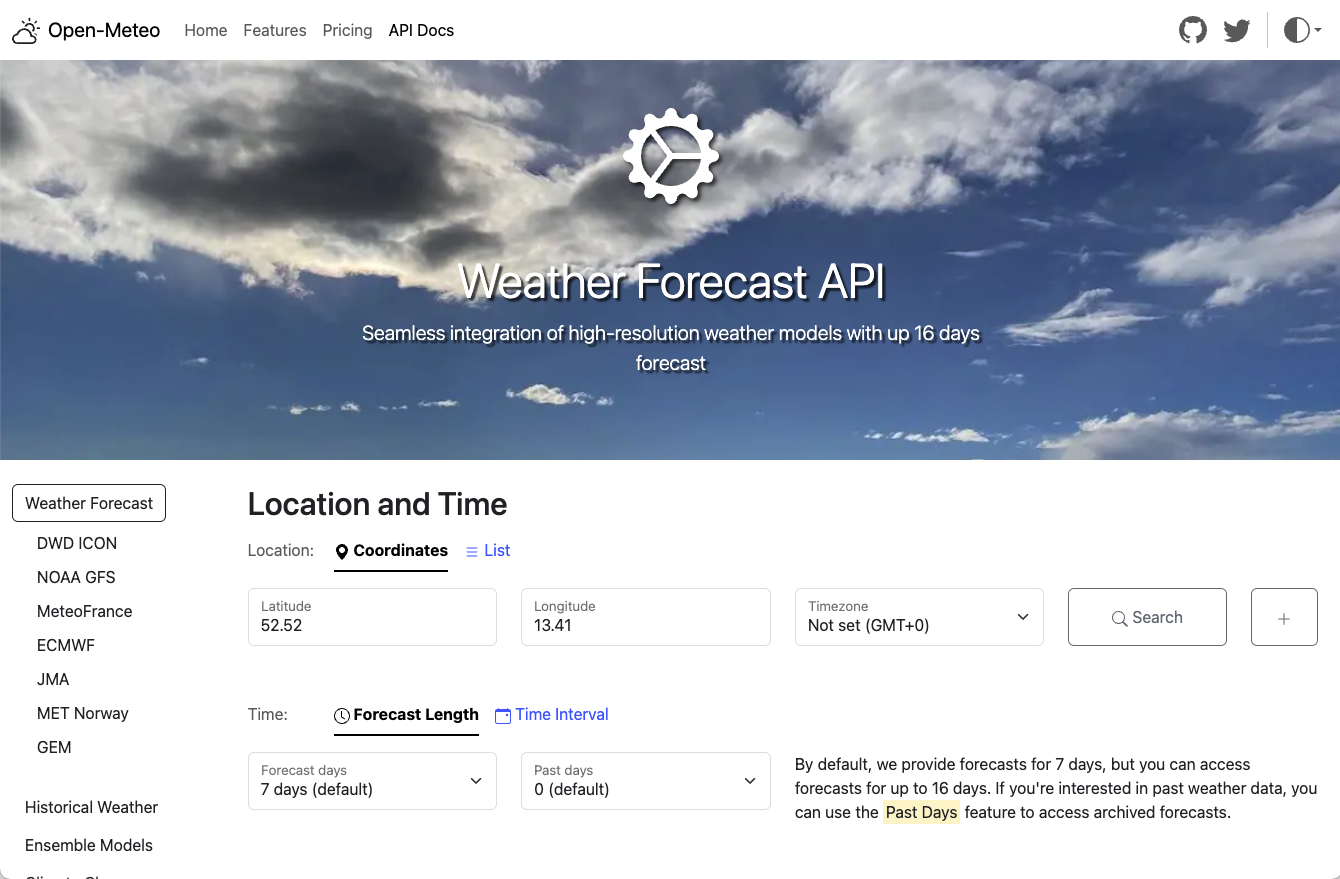 Open-Meteo Home Features Pricing API Docs
Weather Forecast API
Seamless integration of high-resolution weather models with up 16 days
forecast
Weather Forecast
DWD ICON
NOAA GFS
MeteoFrance
ECMWF
JMA
MET Norway
GEM
Historical Weather
Ensemble Models
Location and Time
Location: Coordinates List
Latitude
52.52
Longitude
13.41
Timezone
Not set (GMT+0)
Search
+
Time: Forecast Length Time Interval
Forecast days
7 days (default)
Past days
0 (default)
By default, we provide forecasts for 7 days, but you can access
forecasts for up to 16 days. If you're interested in past weather data, you
can use the Past Days feature to access archived forecasts.